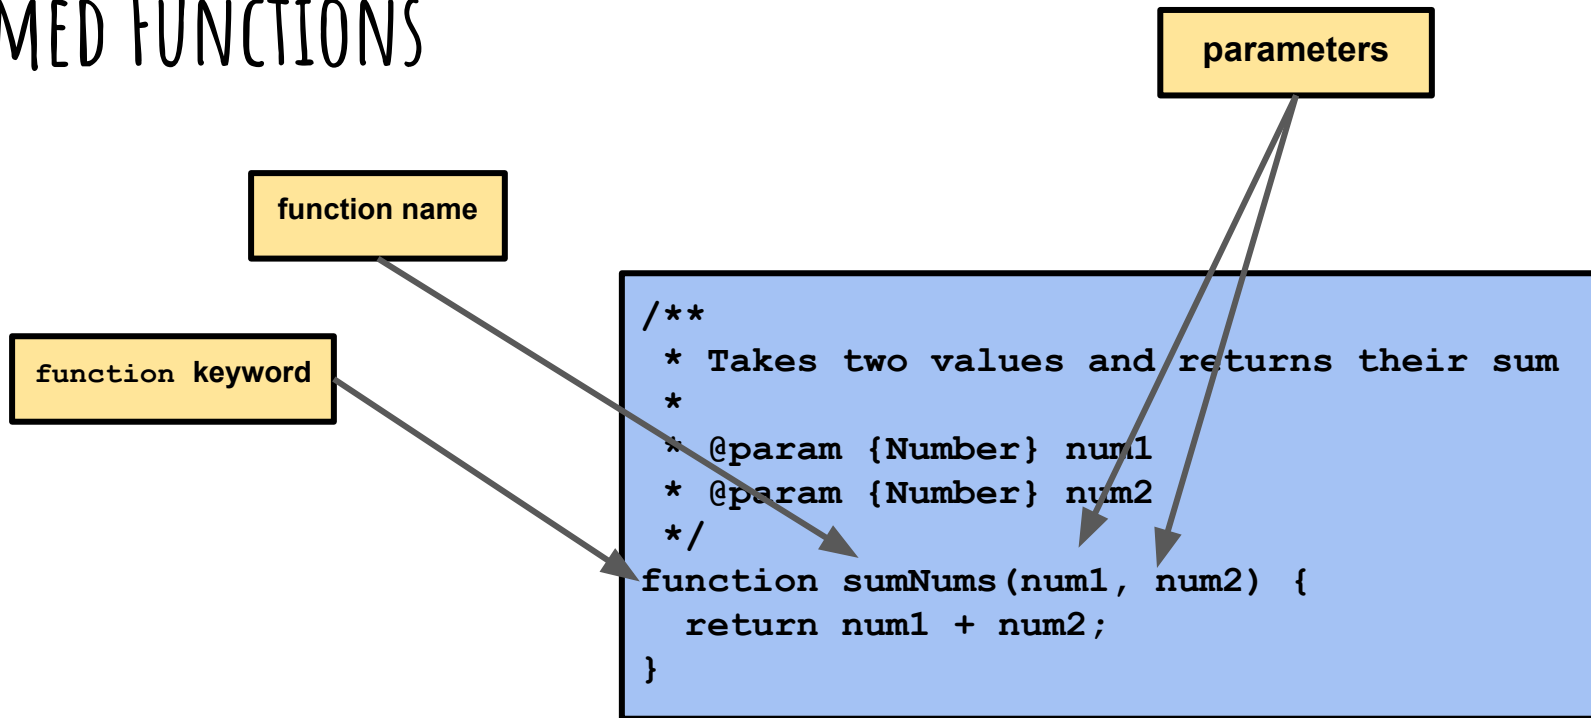 MED FUNCTIONS
parameters
function name
function keyword
/**
 * Takes two values and returns their sum
 *
 * @param {Number} num1
 * @param {Number} num2
 */
function sumNums(num1, num2) {
  return num1 + num2;
}